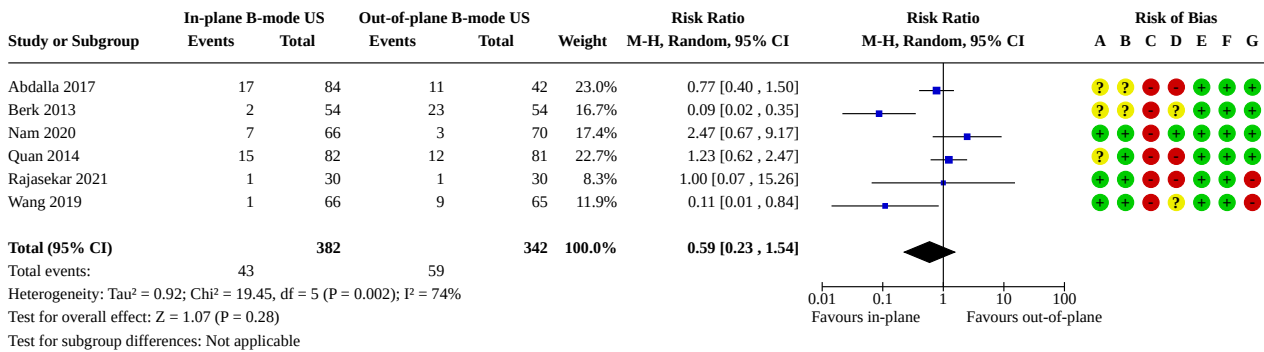 In-plane B-mode US Out-of-plane B-mode US Risk Ratio Risk Ratio Risk of Bias
Study or Subgroup Events Total Events Total Weight M-H, Random, 95% CI M-H, Random, 95% CI A B C D E F G
Abdalla 2017 17 84 11 42 23.0% 0.77 [0.40 , 1.50] ? ? - - + + +
Berk 2013 2 54 23 54 16.7% 0.09 [0.02 , 0.35] ? ? - ? + + +
Nam 2020 7 66 3 70 17.4% 2.47 [0.67 , 9.17] + + - + + + +
Quan 2014 15 82 12 81 22.7% 1.23 [0.62 , 2.47] ? + - - + + +
Rajasekar 2021 1 30 1 30 8.3% 1.00 [0.07 , 15.26] + + - - + + -
Wang 2019 1 66 9 65 11.9% 0.11 [0.01 , 0.84] + + - ? + + -
Total (95% CI) 382 342 100.0% 0.59 [0.23 , 1.54]
Total events: 43 59
Heterogeneity: Tau² = 0.92; Chi² = 19.45, df = 5 (P = 0.002); I² = 74%
0.01 0.1 1 10 100
Test for overall effect: Z = 1.07 (P = 0.28) Favours in-plane Favours out-of-plane
Test for subgroup differences: Not applicable